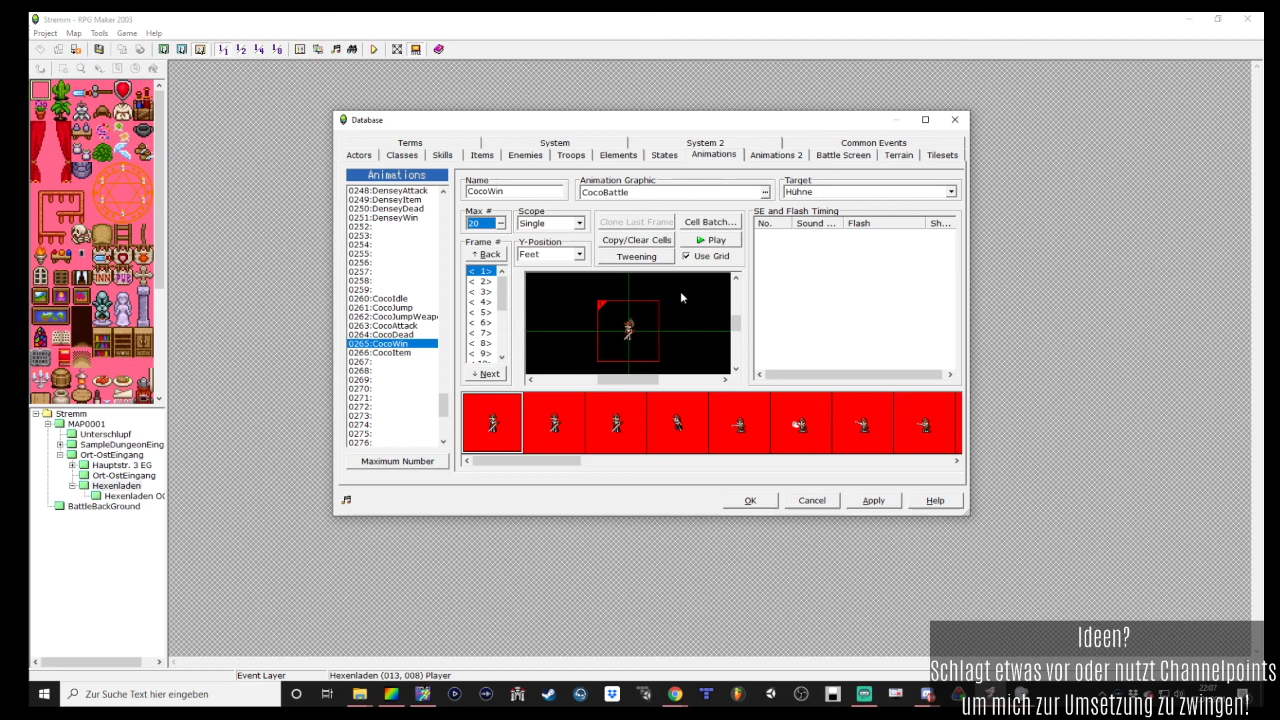 Stremm - RPG Maker 2003
Project Map Tools Game Help
Database
Terms System System 2 Common Events
Actors Classes Skills Items Enemies Troops Elements States Animations Animations 2 Battle Screen Terrain Tilesets
Animations
0248:DenseyAttack
0249:DenseyItem
0250:DenseyDead
0251:DenseyWin
0252:
0253:
0254:
0255:
0256:
0257:
0258:
0259:
0260:CocoIdle
0261:CocoJump
0262:CocoJumpWeapo
0263:CocoAttack
0264:CocoDead
0265:CocoWin
0266:CocoItem
0267:
0268:
0269:
0270:
0271:
0272:
0273:
0274:
0275:
0276:
Maximum Number
Name
CocoWin
Animation Graphic
CocoBattle
Target
Hühne
Max #
20
Scope
Single
Clone Last Frame
Cell Batch...
Frame #
Y-Position
Feet
Copy/Clear Cells
Play
Tweening
Use Grid
Back
< 1>
< 2>
< 3>
< 4>
< 5>
< 6>
< 7>
< 8>
< 9>
Next
SE and Flash Timing
No. Sound ... Flash Sh...
OK Cancel Apply Help
Stremm
MAP0001
Unterschlupf
SampleDungeonEing
Ort-OstEingang
Hauptstr. 3 EG
Ort-OstEingang
Hexenladen
Hexenladen OG
BattleBackGround
Event Layer
Hexenladen (013, 008) Player
Zur Suche Text hier eingeben
22:07
Ideen?
Schlagt etwas vor oder nutzt Channelpoints
um mich zur Umsetzung zu zwingen!